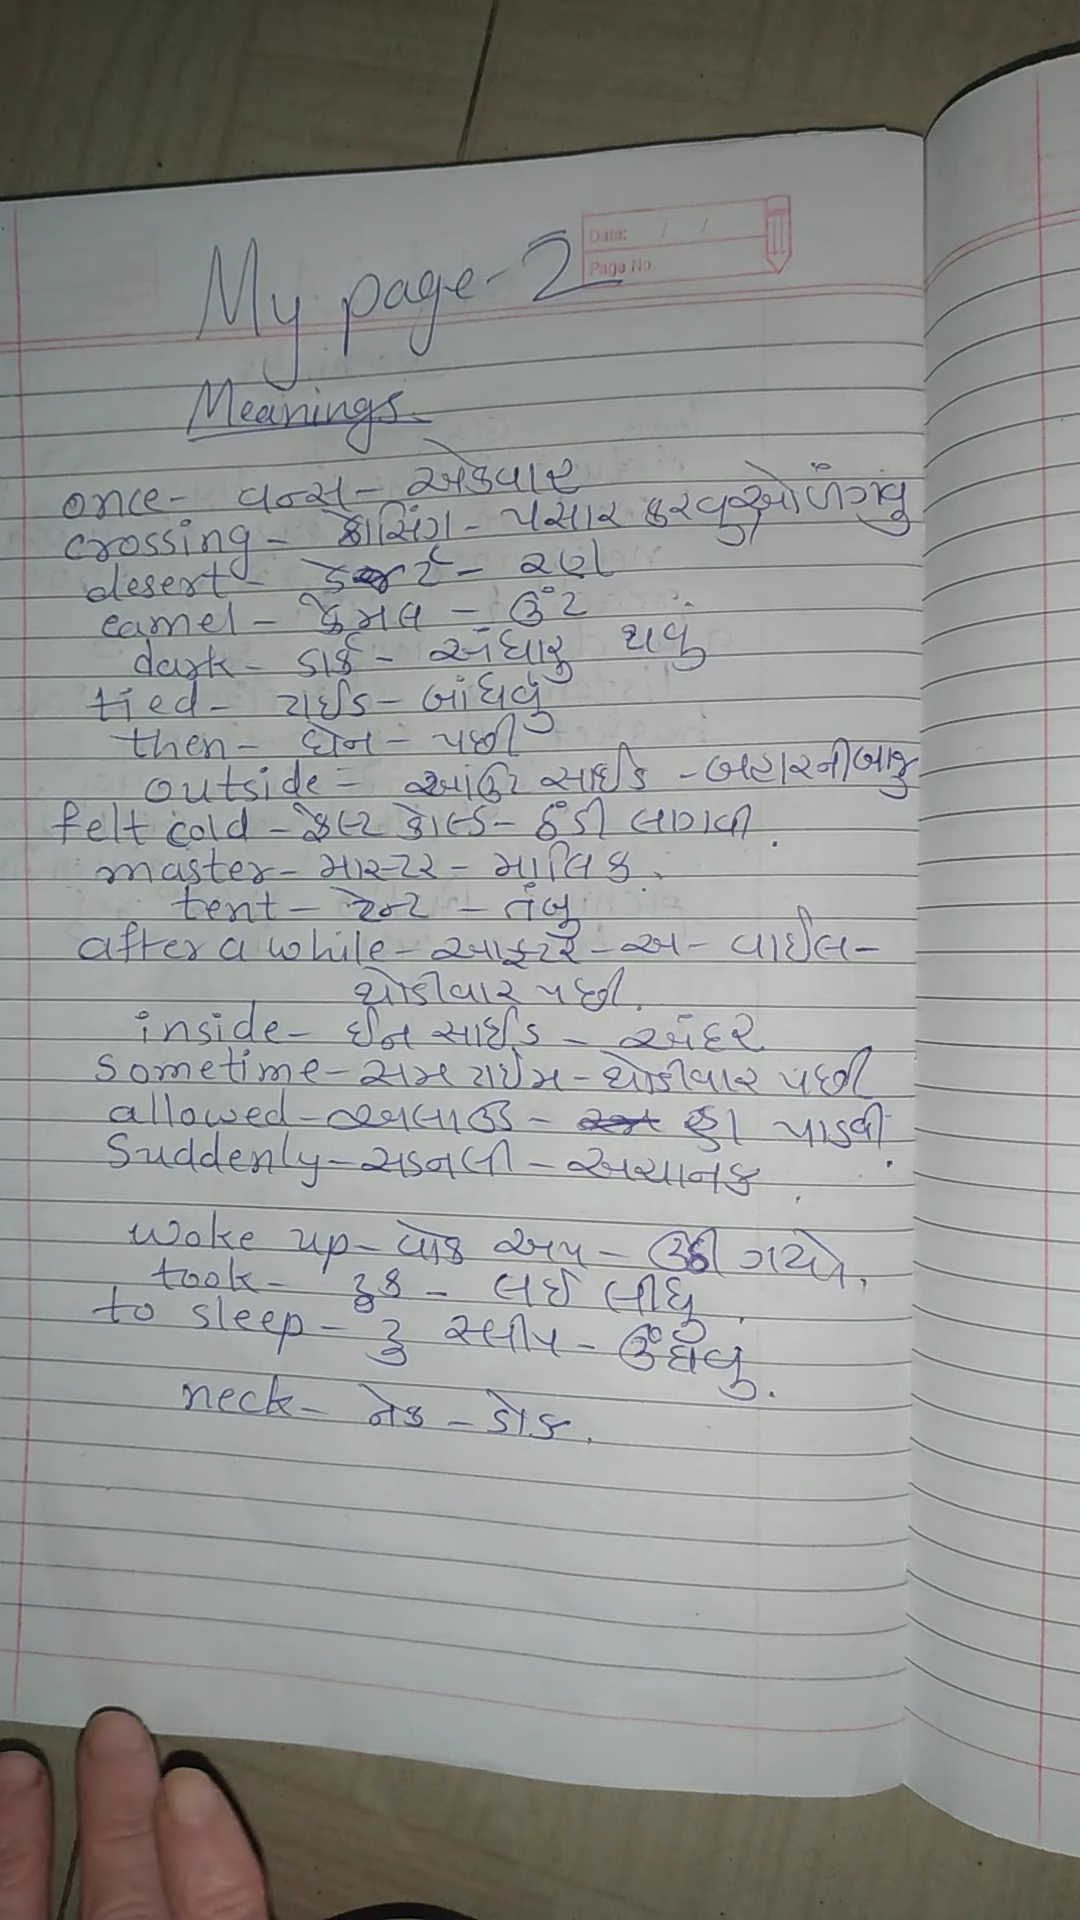 My page-2
Date: / /
Page No
Meanings.
once- વન્સ- એકવાર
crossing- ક્રોસિંગ- પસાર કરવુ ઓળંગવુ
desert- ડેઝર્ટ- રણ
camel- કેમલ - ઉંટ
dark- ડાર્ક- અંધારુ થવુ
tied- ટાઈડ- બાંધવું
then- ધેન- પછી
outside- આઉટ સાઈડ -બહારનીબાજુ
felt cold- ફેલ્ટ કોલ્ડ- ઠંડી લાગવી.
master- માસ્ટર- માલિક.
tent- ટેન્ટ - તંબુ
after a while- આફ્ટર-અ- વાઈલ-
થોડીવાર પછી.
inside- ઈન સાઈડ - અંદર
sometime-સમ ટાઈમ-થોડીવાર પછી
allowed-અલાઉ- હા પાડવી.
Suddenly-સડનલી-અચાનક.
woke up- વોક અપ- ઉઠી ગયો.
took- ટુક - લઈ લીધુ.
to sleep- ટુ સ્લીપ- ઉંઘવુ.
neck- નેક - ડોક.